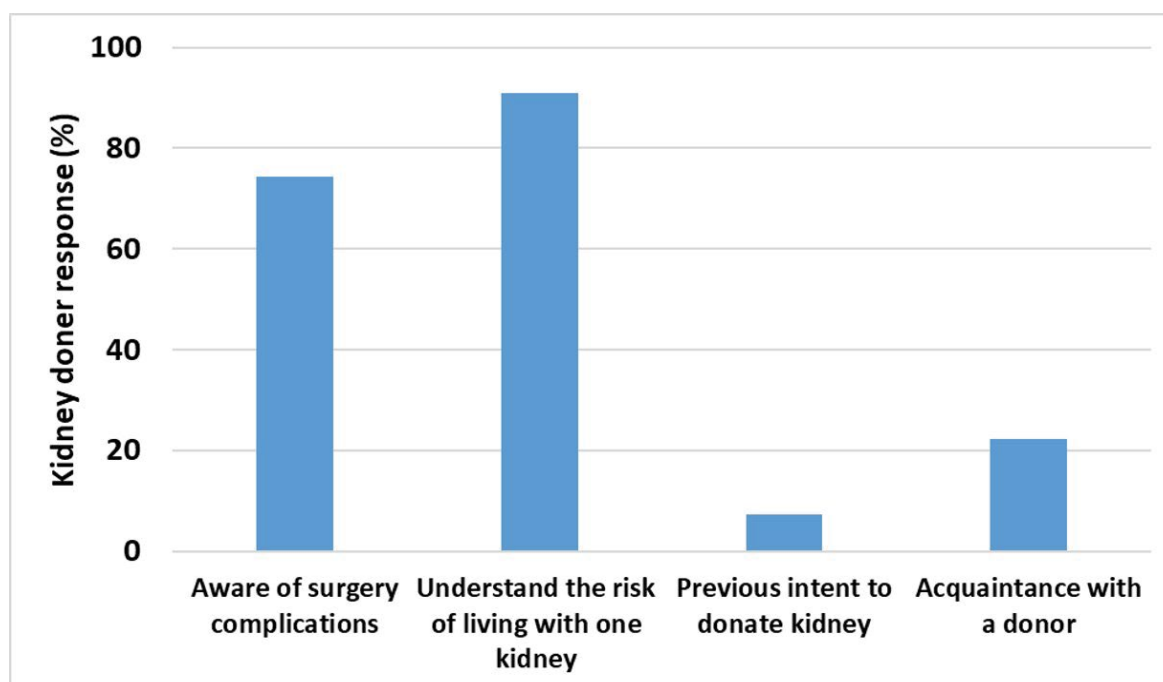 Kidney doner response (%)
100
80
60
40
20
0
Aware of surgery
complications
Understand the risk
of living with one
kidney
Previous intent to
donate kidney
Acquaintance with
a donor